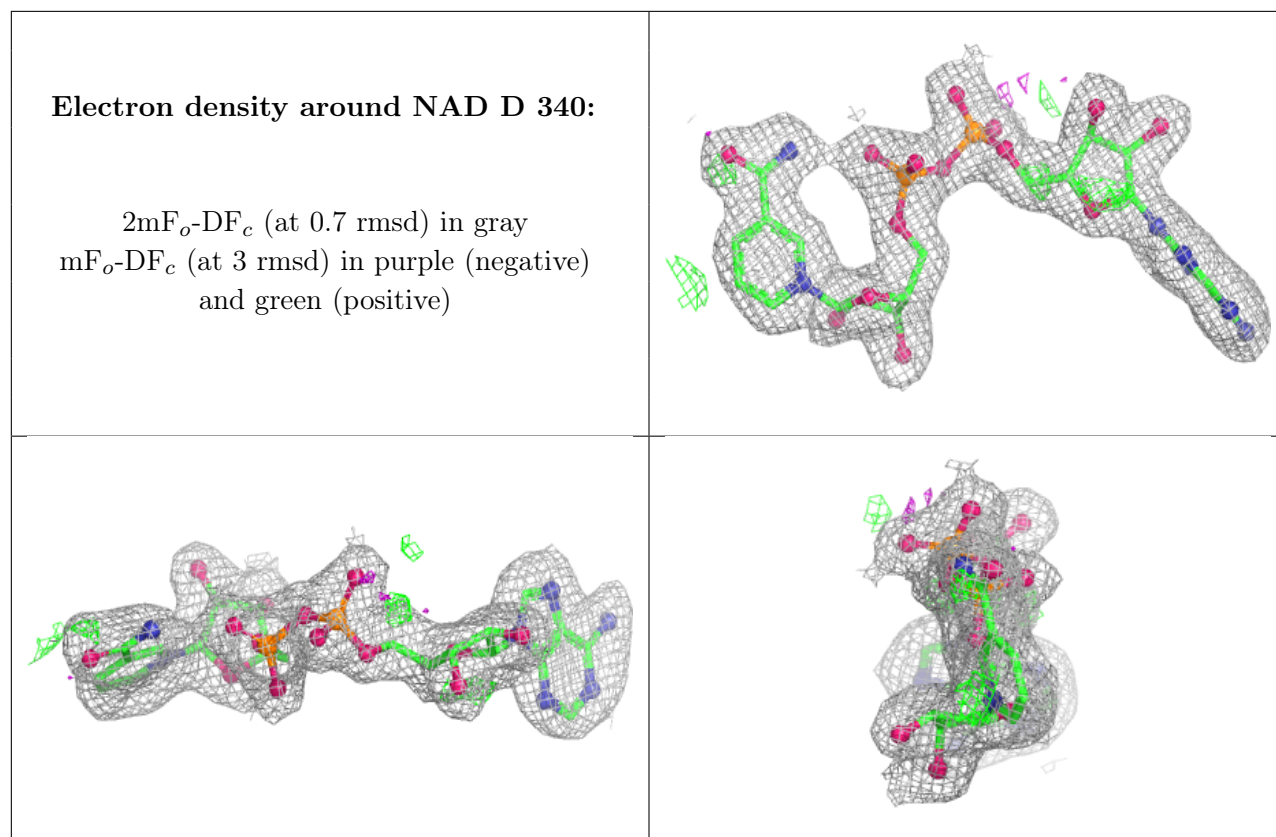 Electron density around NAD D 340:
2mFo-DFc (at 0.7 rmsd) in gray
mFo-DFc (at 3 rmsd) in purple (negative)
and green (positive)